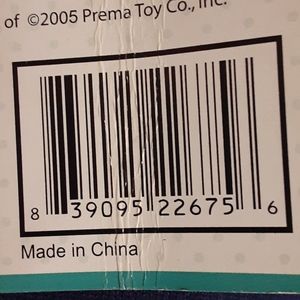 of ©2005 Prema Toy Co., Inc.
8 39095 22675 6
Made in China